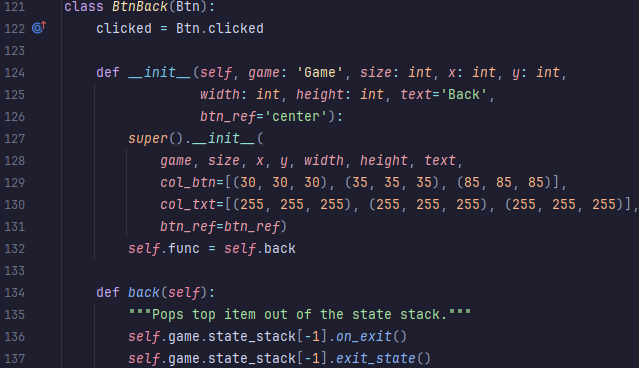 121 class BtnBack(Btn):
122     clicked = Btn.clicked
123
124     def __init__(self, game: 'Game', size: int, x: int, y: int,
125                  width: int, height: int, text='Back',
126                  btn_ref='center'):
127         super().__init__(
128             game, size, x, y, width, height, text,
129             col_btn=[(30, 30, 30), (35, 35, 35), (85, 85, 85)],
130             col_txt=[(255, 255, 255), (255, 255, 255), (255, 255, 255)],
131             btn_ref=btn_ref)
132         self.func = self.back
133
134     def back(self):
135         """Pops top item out of the state stack."""
136         self.game.state_stack[-1].on_exit()
137         self.game.state_stack[-1].exit_state()